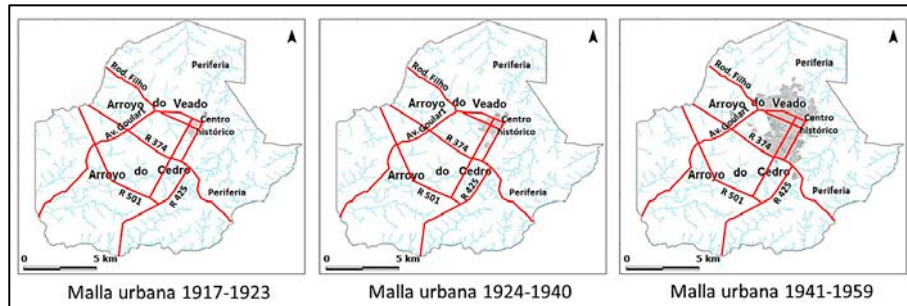 Periferia
Rod. Filho
Arroyo do Veado
Av. Goulart
Centro
histórico
R 374
Arroyo do Cedro
R 501
R 425
Periferia
0 5 km
Malla urbana 1917-1923
Periferia
Rod. Filho
Arroyo do Veado
Av. Goulart
Centro
histórico
R 374
Arroyo do Cedro
R 501
R 425
Periferia
0 5 km
Malla urbana 1924-1940
Periferia
Rod. Filho
Arroyo do Veado
Av. Goulart
Centro
histórico
R 374
Arroyo do Cedro
R 501
R 425
Periferia
0 5 km
Malla urbana 1941-1959